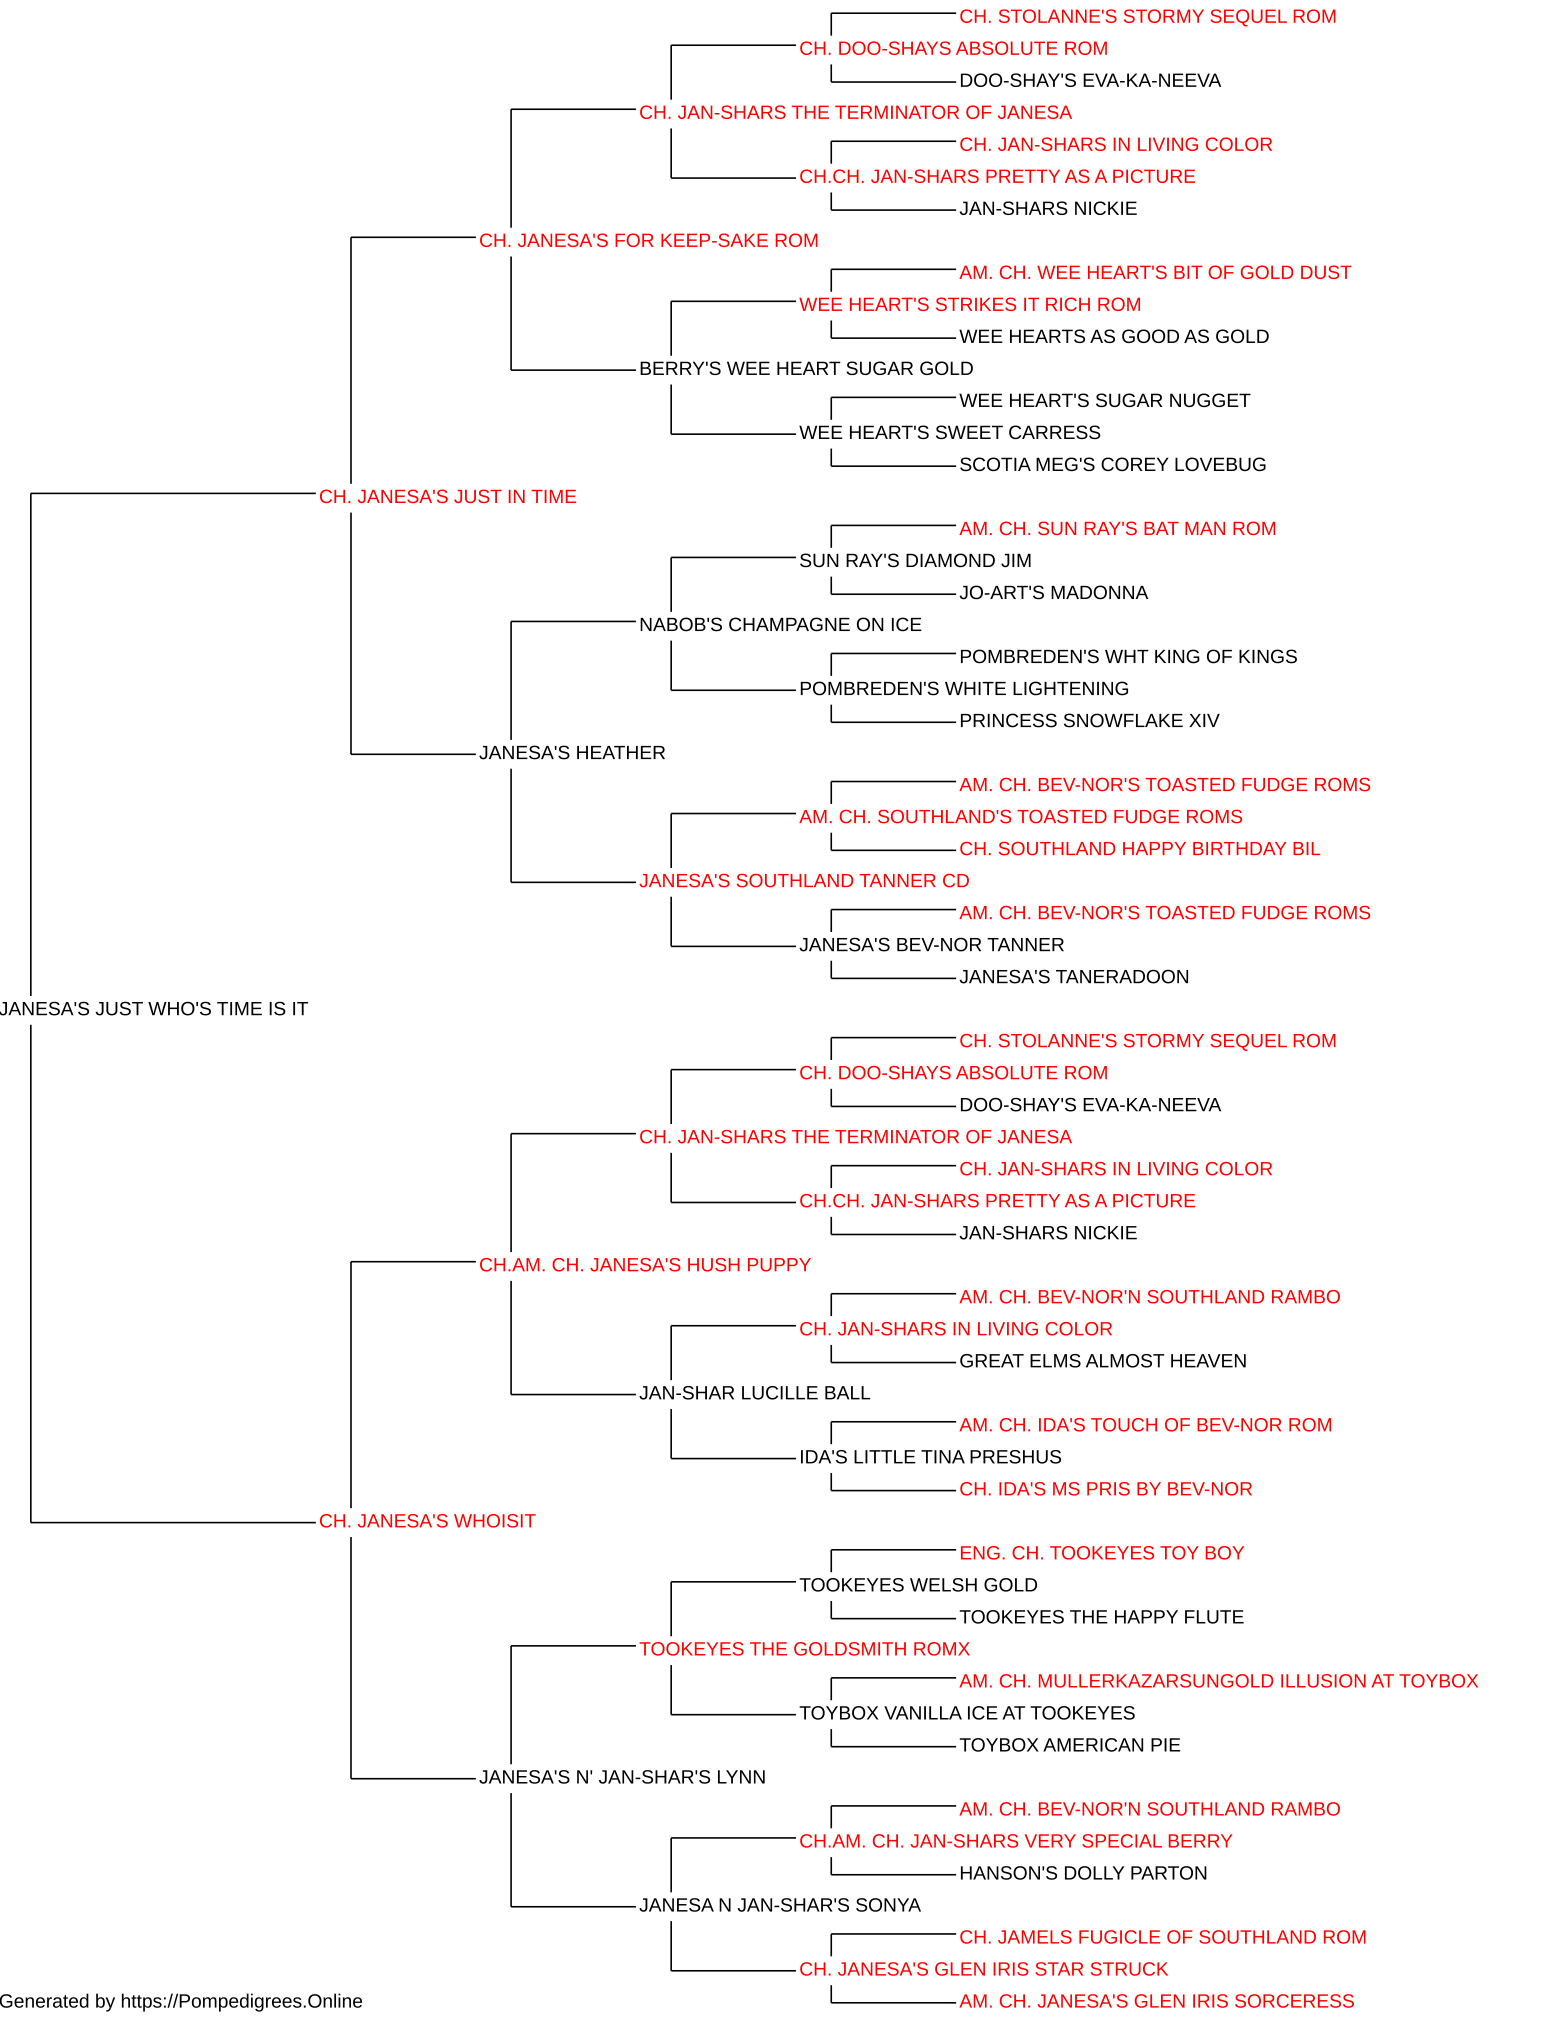 CH. STOLANNE'S STORMY SEQUEL ROM
CH. DOO-SHAYS ABSOLUTE ROM
DOO-SHAY'S EVA-KA-NEEVA
CH. JAN-SHARS THE TERMINATOR OF JANESA
CH. JAN-SHARS IN LIVING COLOR
CH.CH. JAN-SHARS PRETTY AS A PICTURE
JAN-SHARS NICKIE
CH. JANESA'S FOR KEEP-SAKE ROM
AM. CH. WEE HEART'S BIT OF GOLD DUST
WEE HEART'S STRIKES IT RICH ROM
WEE HEARTS AS GOOD AS GOLD
BERRY'S WEE HEART SUGAR GOLD
WEE HEART'S SUGAR NUGGET
WEE HEART'S SWEET CARRESS
SCOTIA MEG'S COREY LOVEBUG
CH. JANESA'S JUST IN TIME
AM. CH. SUN RAY'S BAT MAN ROM
SUN RAY'S DIAMOND JIM
JO-ART'S MADONNA
NABOB'S CHAMPAGNE ON ICE
POMBREDEN'S WHT KING OF KINGS
POMBREDEN'S WHITE LIGHTENING
PRINCESS SNOWFLAKE XIV
JANESA'S HEATHER
AM. CH. BEV-NOR'S TOASTED FUDGE ROMS
AM. CH. SOUTHLAND'S TOASTED FUDGE ROMS
CH. SOUTHLAND HAPPY BIRTHDAY BIL
JANESA'S SOUTHLAND TANNER CD
AM. CH. BEV-NOR'S TOASTED FUDGE ROMS
JANESA'S BEV-NOR TANNER
JANESA'S TANERADOON
JANESA'S JUST WHO'S TIME IS IT
CH. STOLANNE'S STORMY SEQUEL ROM
CH. DOO-SHAYS ABSOLUTE ROM
DOO-SHAY'S EVA-KA-NEEVA
CH. JAN-SHARS THE TERMINATOR OF JANESA
CH. JAN-SHARS IN LIVING COLOR
CH.CH. JAN-SHARS PRETTY AS A PICTURE
JAN-SHARS NICKIE
CH.AM. CH. JANESA'S HUSH PUPPY
AM. CH. BEV-NOR'N SOUTHLAND RAMBO
CH. JAN-SHARS IN LIVING COLOR
GREAT ELMS ALMOST HEAVEN
JAN-SHAR LUCILLE BALL
AM. CH. IDA'S TOUCH OF BEV-NOR ROM
IDA'S LITTLE TINA PRESHUS
CH. IDA'S MS PRIS BY BEV-NOR
CH. JANESA'S WHOISIT
ENG. CH. TOOKEYES TOY BOY
TOOKEYES WELSH GOLD
TOOKEYES THE HAPPY FLUTE
TOOKEYES THE GOLDSMITH ROMX
AM. CH. MULLERKAZARSUNGOLD ILLUSION AT TOYBOX
TOYBOX VANILLA ICE AT TOOKEYES
TOYBOX AMERICAN PIE
JANESA'S N' JAN-SHAR'S LYNN
AM. CH. BEV-NOR'N SOUTHLAND RAMBO
CH.AM. CH. JAN-SHARS VERY SPECIAL BERRY
HANSON'S DOLLY PARTON
JANESA N JAN-SHAR'S SONYA
CH. JAMELS FUGICLE OF SOUTHLAND ROM
CH. JANESA'S GLEN IRIS STAR STRUCK
AM. CH. JANESA'S GLEN IRIS SORCERESS
Generated by https://Pompedigrees.Online